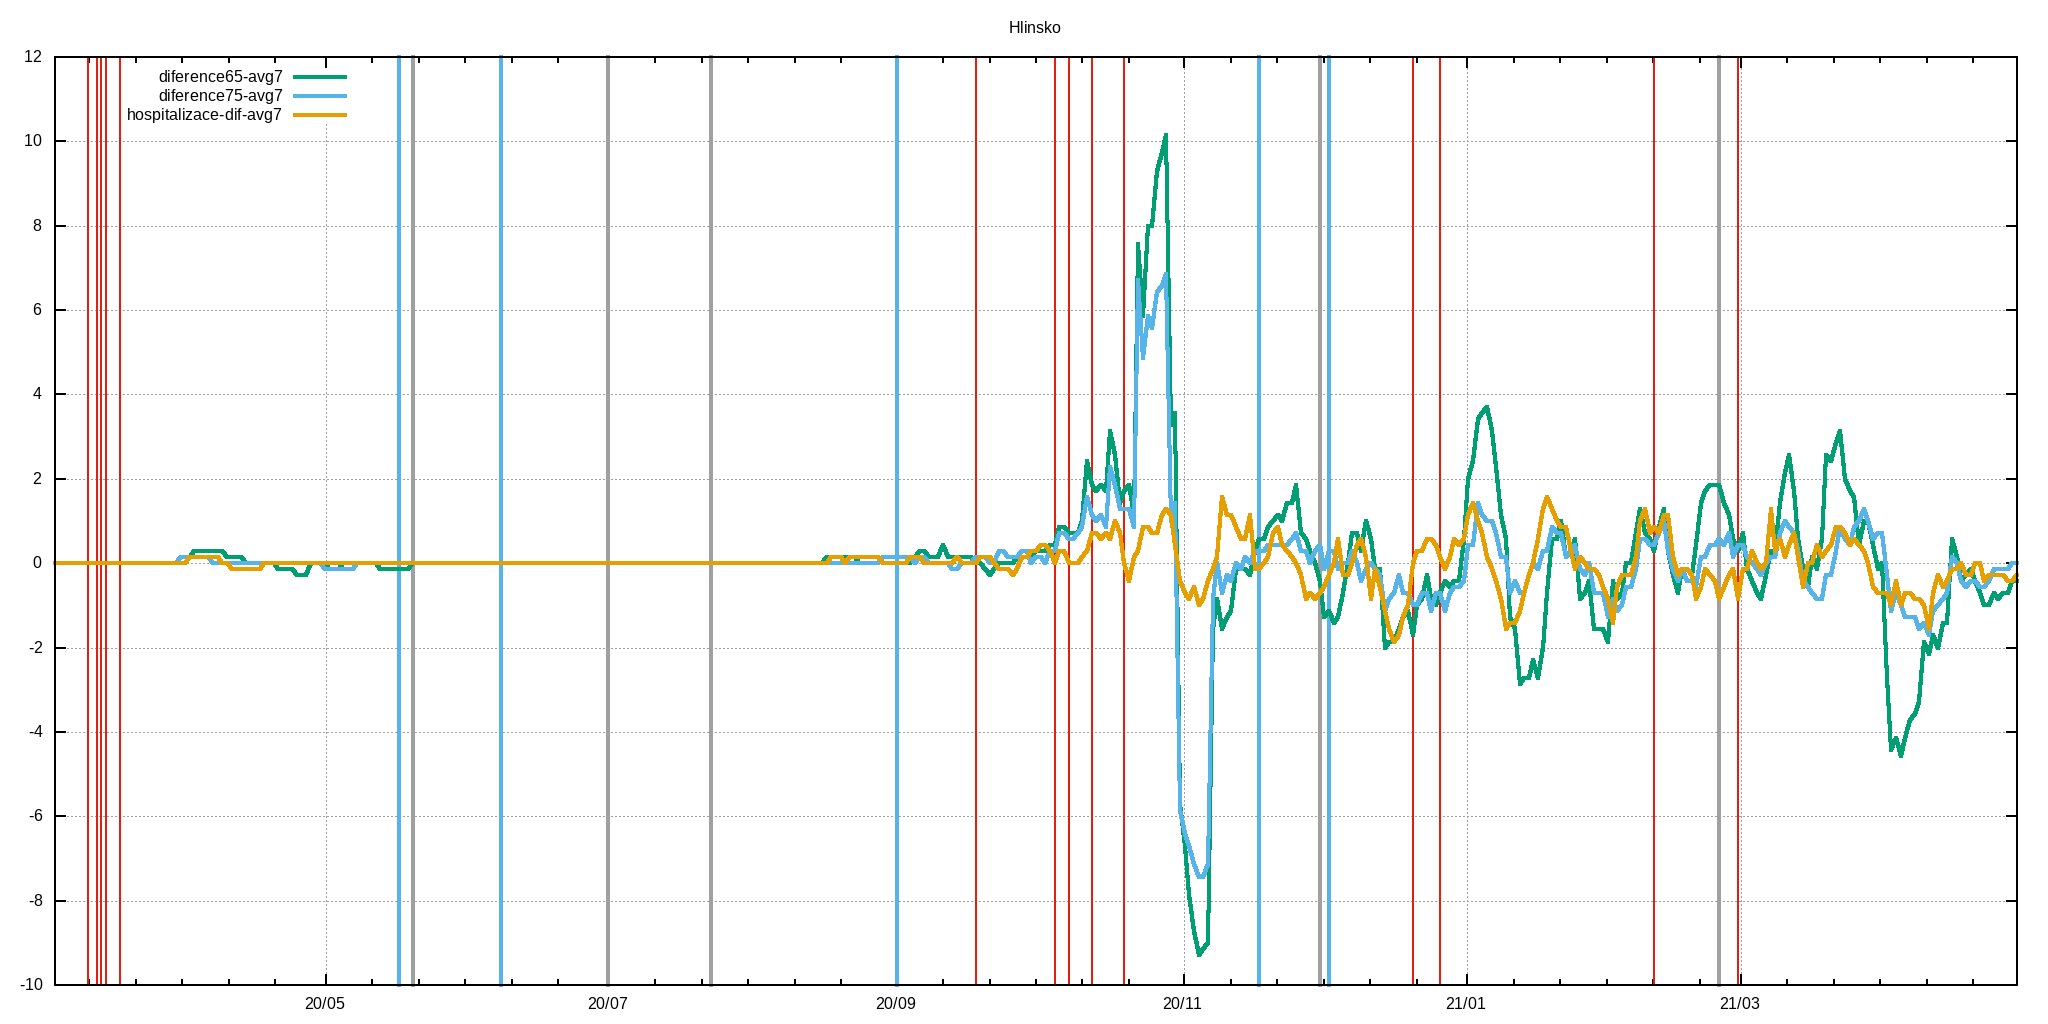 Hlinsko
diference65-avg7
diference75-avg7
hospitalizace-dif-avg7
12
10
8
6
4
2
0
-2
-4
-6
-8
-10
20/05 20/07 20/09 20/11 21/01 21/03